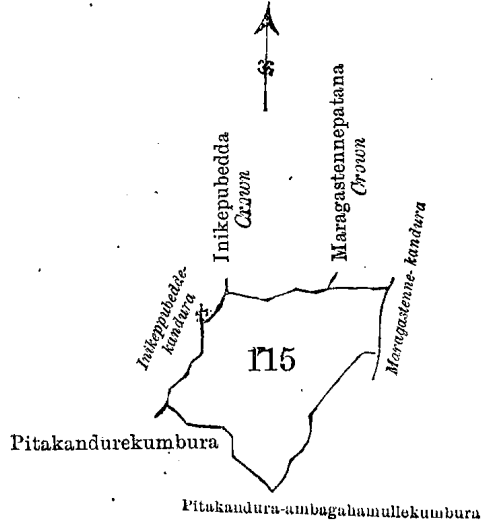 Inikepubedda
Crown
Maragastennepatana
Crown
Inikeppubedde-
kandura
Maragastenne-kandura
115
Pitakandurekumbura
Pitakandura-ambagahamullekumbura